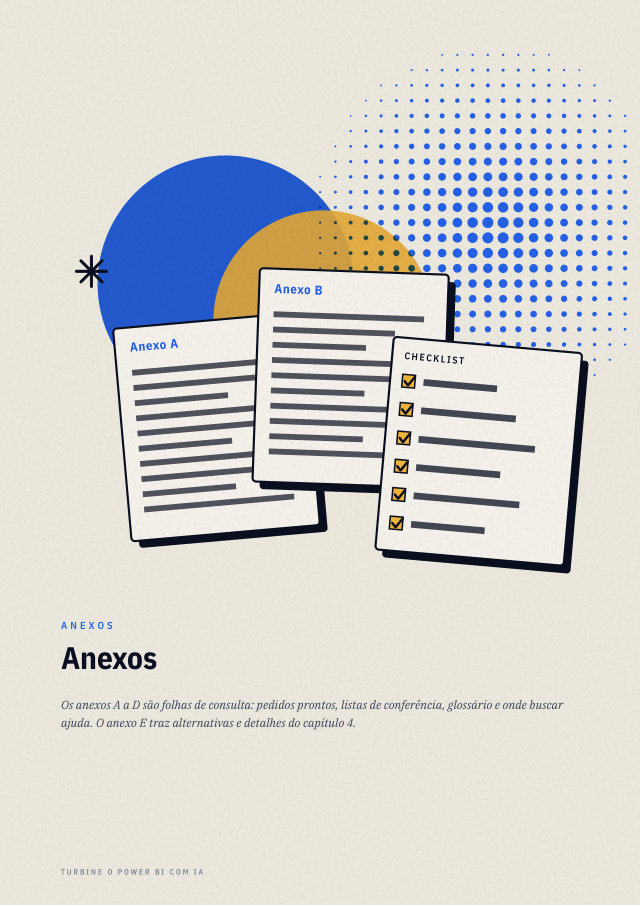 Anexo A
Anexo B
CHECKLIST
ANEXOS
Anexos
Os anexos A a D são folhas de consulta: pedidos prontos, listas de conferência, glossário e onde buscar
ajuda. O anexo E traz alternativas e detalhes do capítulo 4.
TURBINE O POWER BI COM IA